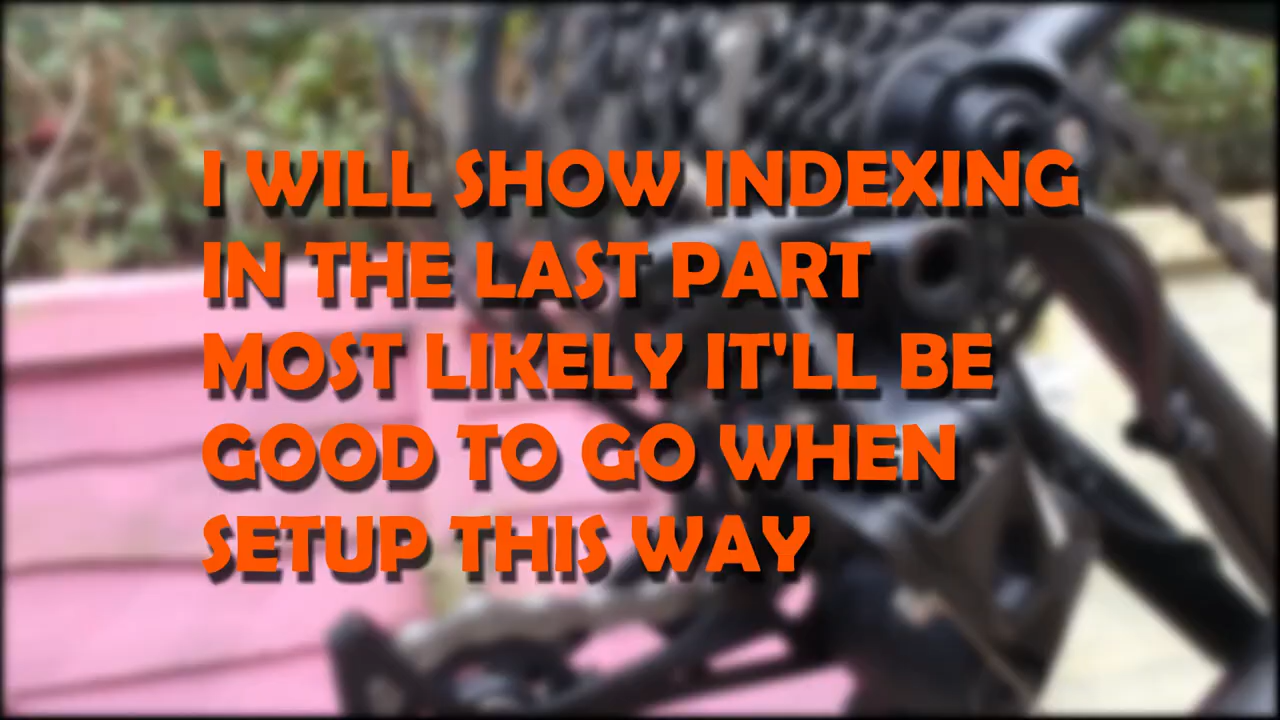 I WILL SHOW INDEXING
IN THE LAST PART
MOST LIKELY IT'LL BE
GOOD TO GO WHEN
SETUP THIS WAY